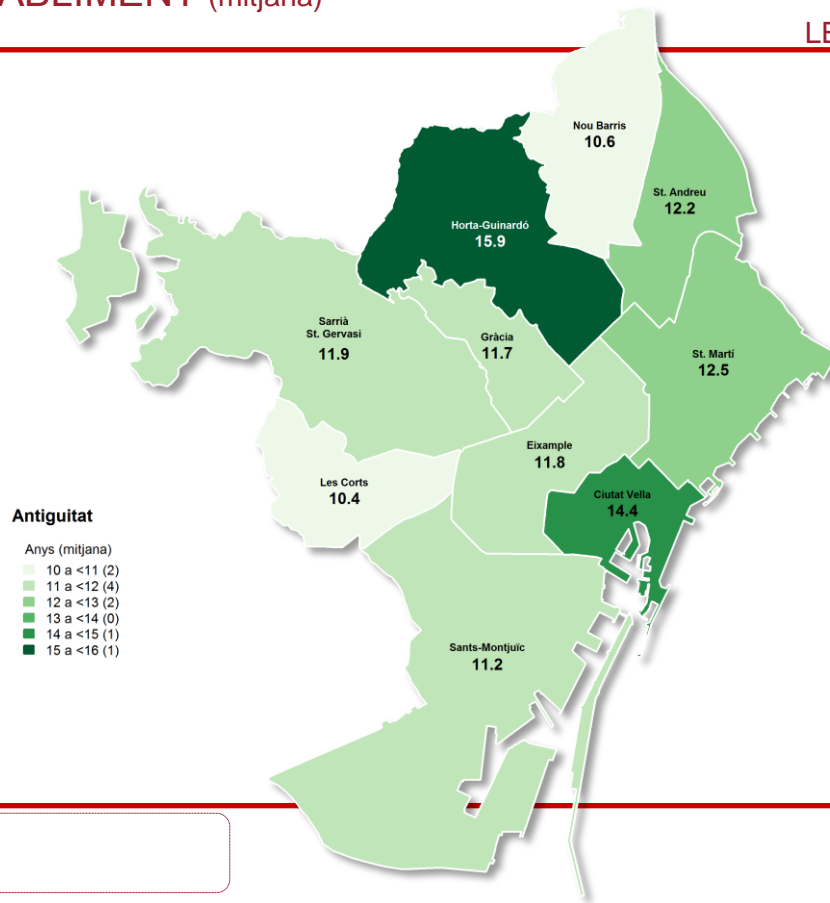 ABLIMENT (mitjana)
LE
Nou Barris
10.6
St. Andreu
12.2
Horta-Guinardó
15.9
Sarrià
St. Gervasi
11.9
Gràcia
11.7
St. Martí
12.5
Eixample
11.8
Les Corts
10.4
Ciutat Vella
14.4
Antiguitat
Anys (mitjana)
10 a <11 (2)
11 a <12 (4)
12 a <13 (2)
13 a <14 (0)
14 a <15 (1)
15 a <16 (1)
Sants-Montjuïc
11.2